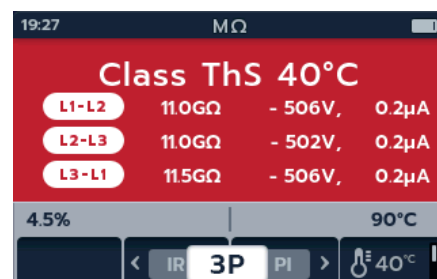 19:27 MΩ
Class ThS 40°C
L1-L2 11.0GΩ - 506V, 0.2µA
L2-L3 11.0GΩ - 502V, 0.2µA
L3-L1 11.5GΩ - 506V, 0.2µA
4.5% 90°C
< IR 3P PI > 40°C